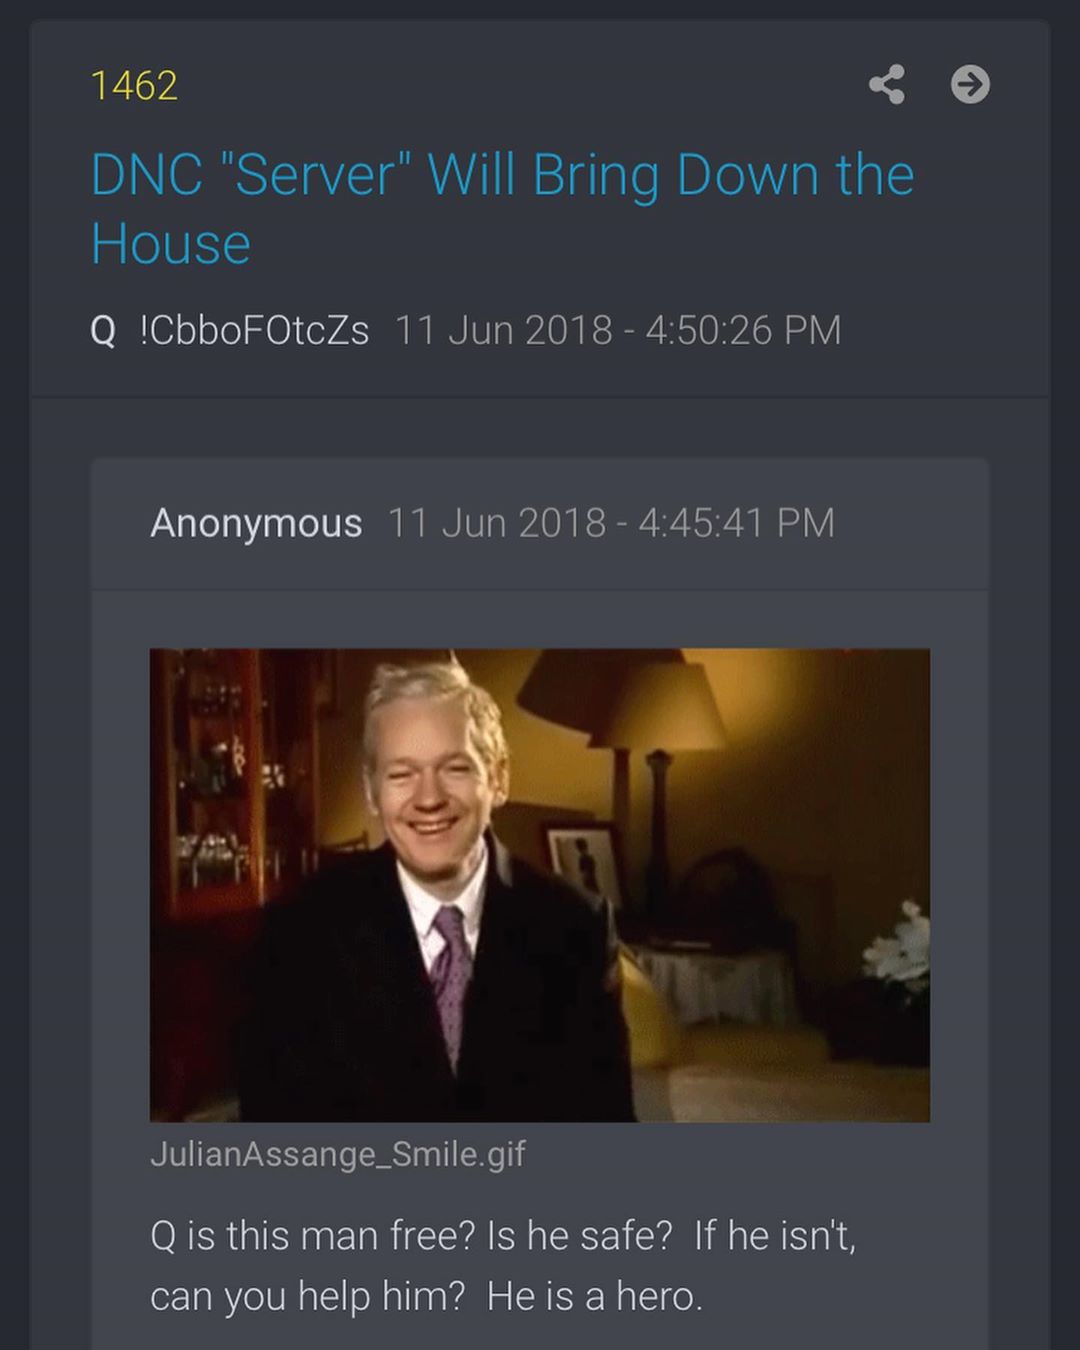 1462
DNC "Server" Will Bring Down the
House
Q !CbboFOtcZs 11 Jun 2018 - 4:50:26 PM
Anonymous 11 Jun 2018 - 4:45:41 PM
JulianAssange_Smile.gif
Q is this man free? Is he safe?  If he isn't,
can you help him?  He is a hero.